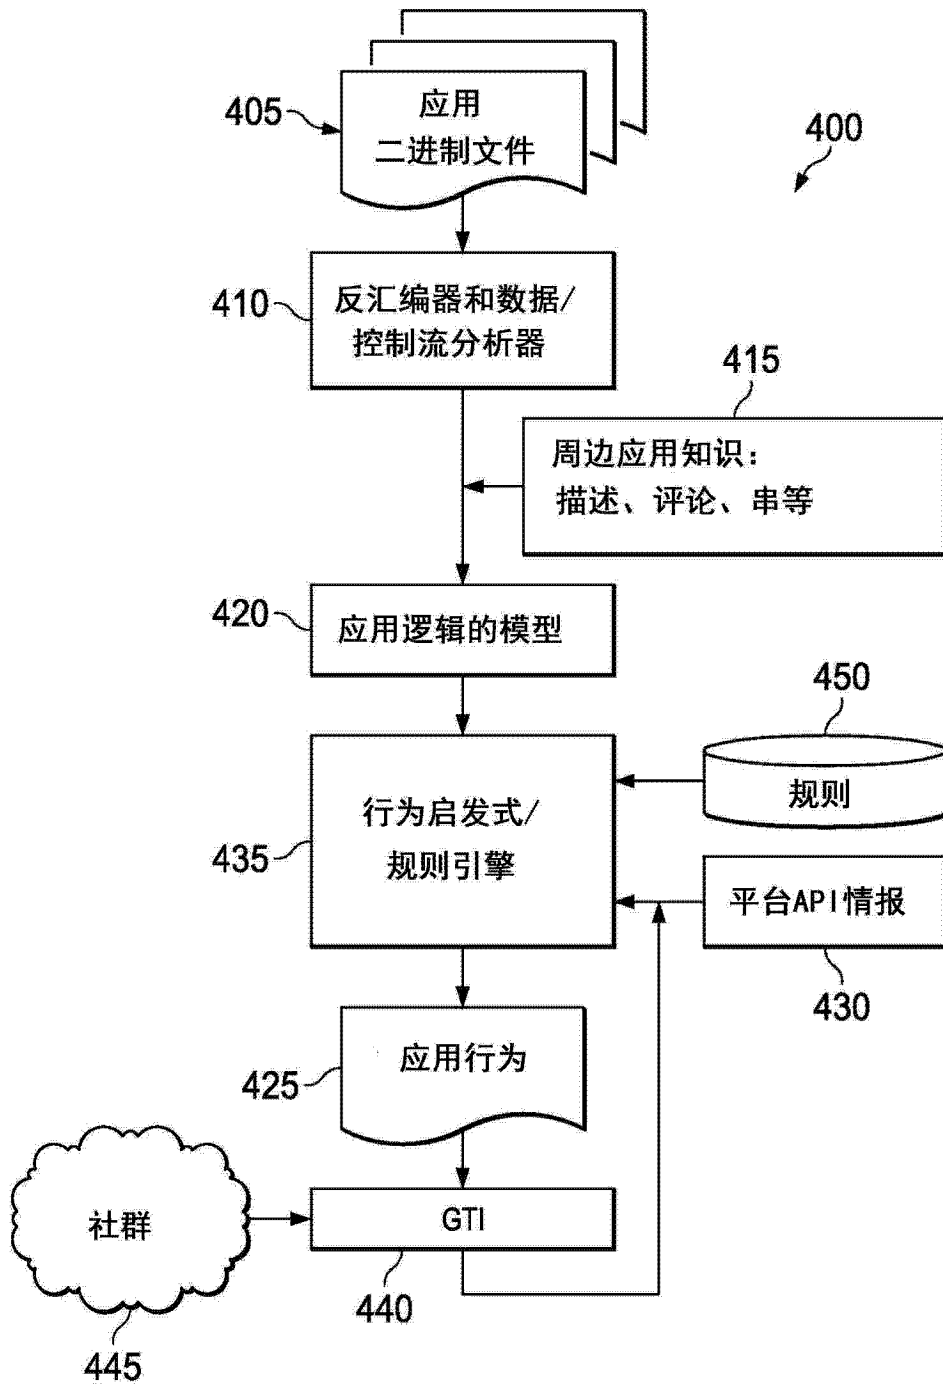 405
应用
二进制文件
400
410
反汇编器和数据/
控制流分析器
415
周边应用知识:
描述、评论、串等
420
应用逻辑的模型
450
规则
435
行为启发式/
规则引擎
平台API情报
430
425
应用行为
社群
GTI
440
445